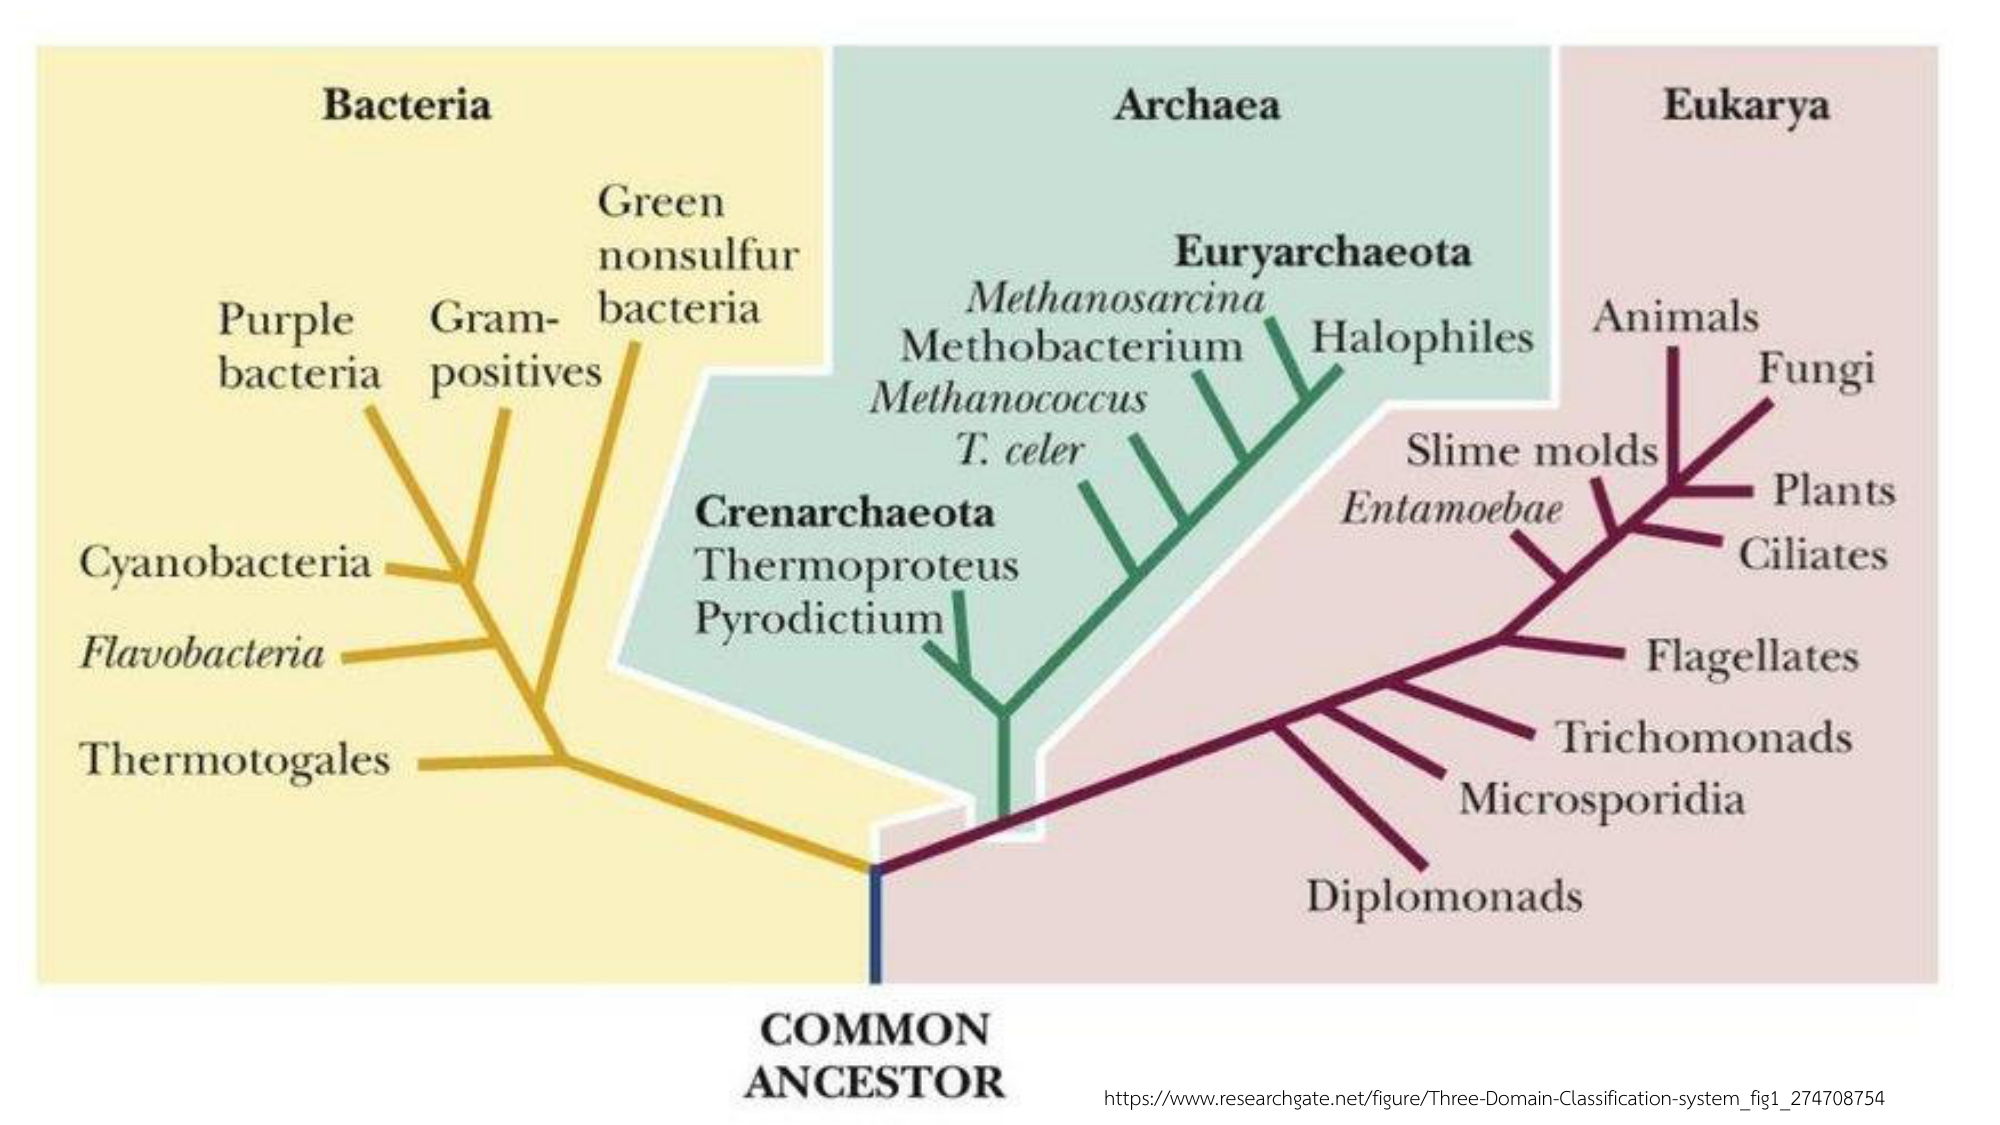 Bacteria
Archaea
Eukarya
Green
nonsulfur
bacteria
Purple
bacteria
Gram-
positives
Cyanobacteria
Flavobacteria
Thermotogales
Euryarchaeota
Methanosarcina
Methobacterium
Halophiles
Methanococcus
T. celer
Crenarchaeota
Thermoproteus
Pyrodictium
Animals
Fungi
Slime molds
Plants
Entamoebae
Ciliates
Flagellates
Trichomonads
Microsporidia
Diplomonads
COMMON
ANCESTOR
https://www.researchgate.net/figure/Three-Domain-Classification-system_fig1_274708754